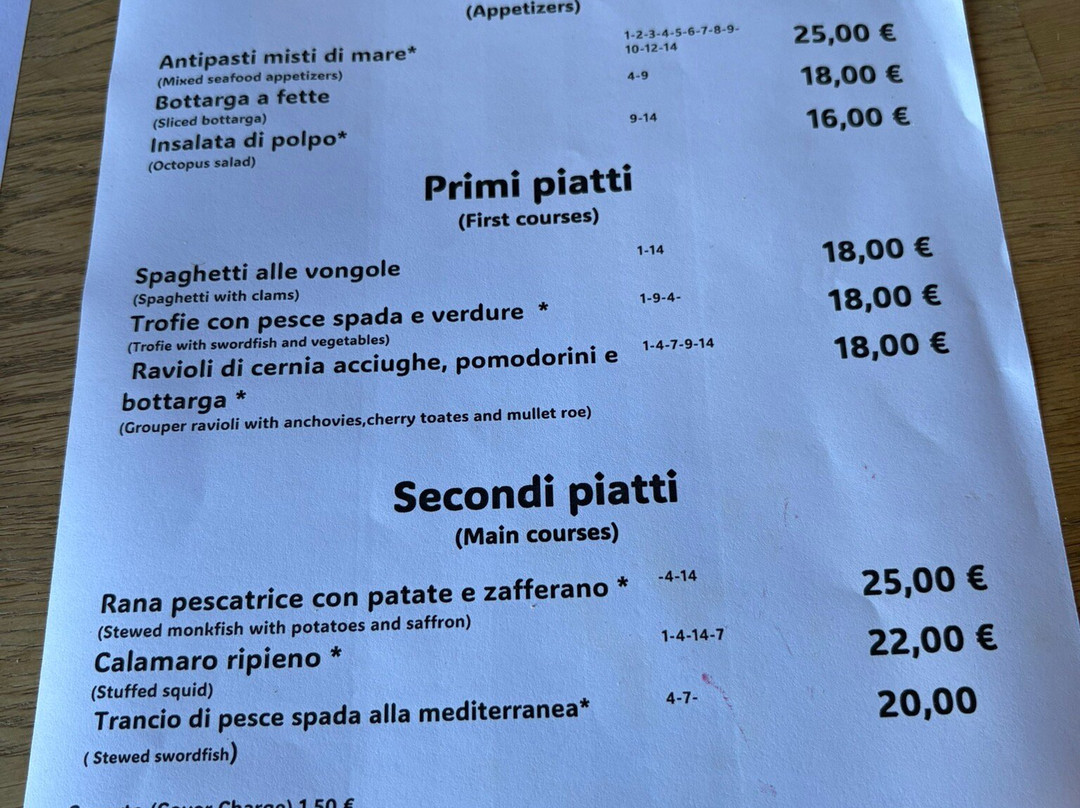 (Appetizers)
Antipasti misti di mare* 1-2-3-4-5-6-7-8-9- 25,00 €
10-12-14
(Mixed seafood appetizers)
Bottarga a fette 4-9 18,00 €
(Sliced bottarga)
Insalata di polpo* 9-14 16,00 €
(Octopus salad)
Primi piatti
(First courses)
Spaghetti alle vongole 1-14 18,00 €
(Spaghetti with clams)
Trofie con pesce spada e verdure * 1-9-4- 18,00 €
(Trofie with swordfish and vegetables)
Ravioli di cernia acciughe, pomodorini e 1-4-7-9-14 18,00 €
bottarga *
(Grouper ravioli with anchovies,cherry toates and mullet roe)
Secondi piatti
(Main courses)
Rana pescatrice con patate e zafferano * -4-14 25,00 €
(Stewed monkfish with potatoes and saffron)
Calamaro ripieno * 1-4-14-7 22,00 €
(Stuffed squid)
Trancio di pesce spada alla mediterranea* 4-7- 20,00
( Stewed swordfish)
(Cover Charge) 1,50 €